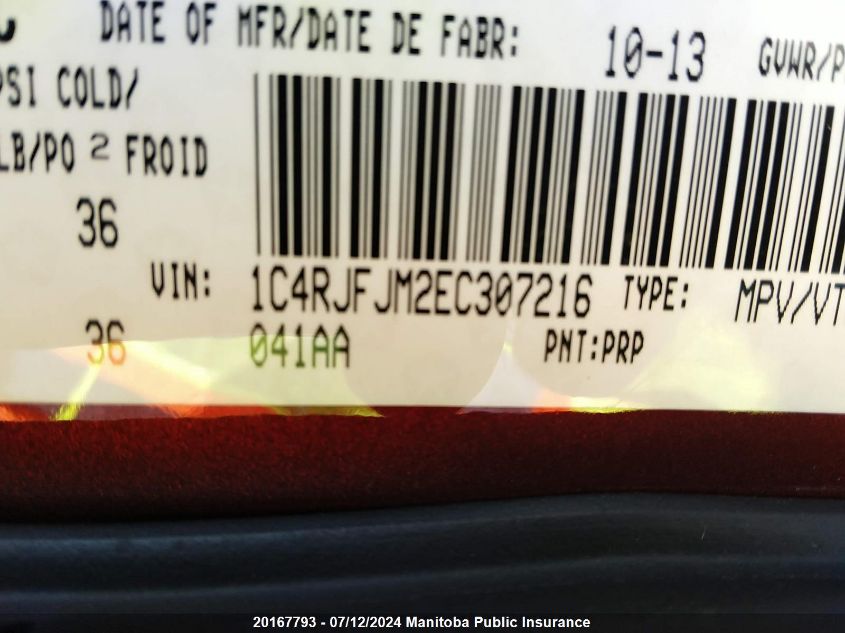 DATE OF MFR/DATE DE FABR: 10-13 GVWR/P
PSI COLD/
LB/PO 2 FROID
36
VIN: 1C4RJFJM2EC307216 TYPE: MPV/VT
36 041AA PNT:PRP
20167793 - 07/12/2024 Manitoba Public Insurance